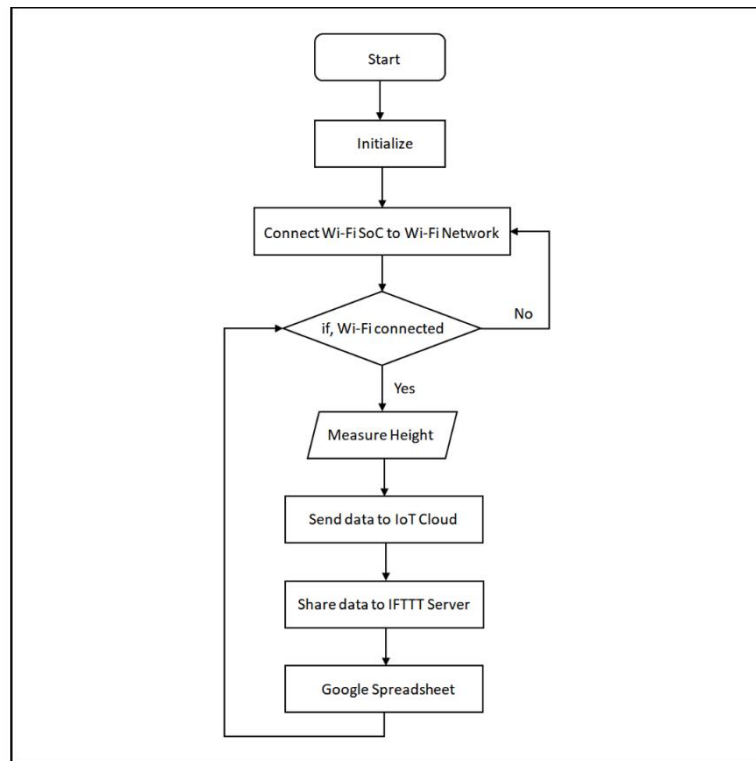 Start
Initialize
Connect Wi-Fi SoC to Wi-Fi Network
if, Wi-Fi connected
No
Yes
Measure Height
Send data to IoT Cloud
Share data to IFTTT Server
Google Spreadsheet